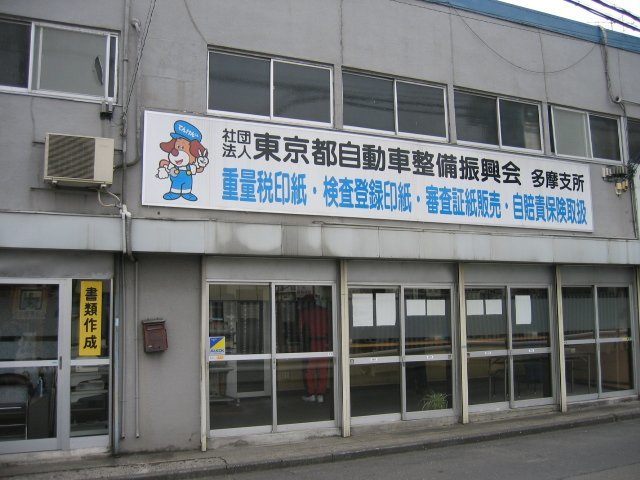 社団法人 東京都自動車整備振興会 多摩支所
重量税印紙・検査登録印紙・審査証紙販売・自賠責保険取扱
書類作成